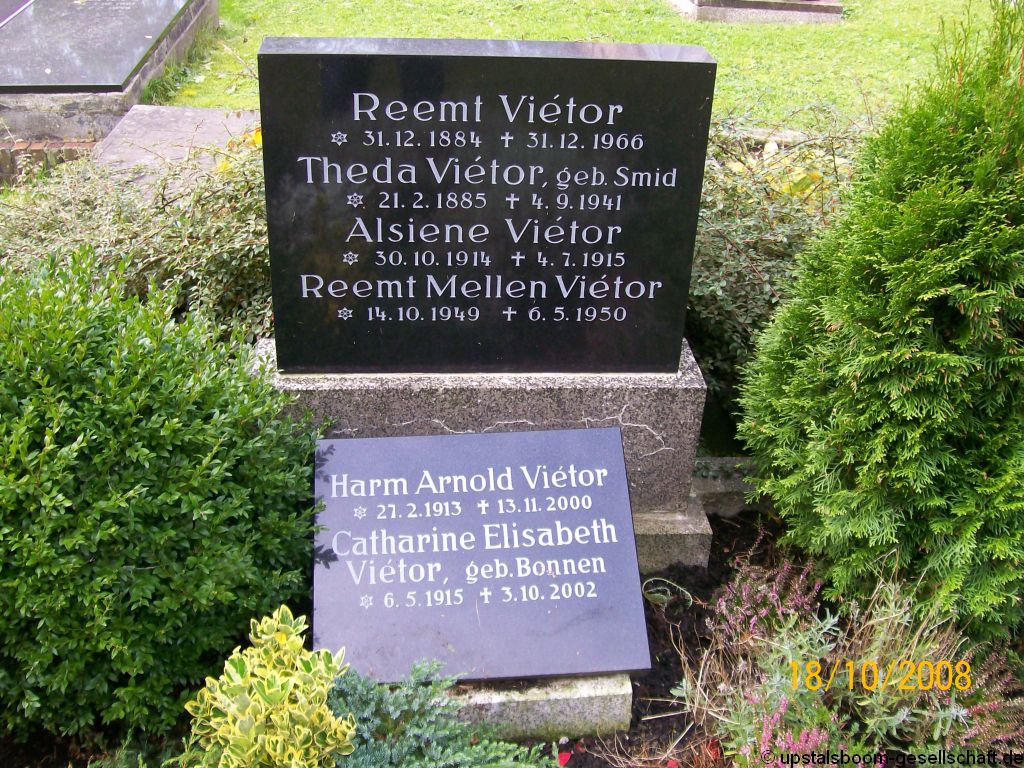 Reemt Viétor
✡ 31.12.1884 ✝ 31.12.1966
Theda Viétor, geb. Smid
✡ 21.2.1885 ✝ 4.9.1941
Alsiene Viétor
✡ 30.10.1914 ✝ 4.7.1915
Reemt Mellen Viétor
✡ 14.10.1949 ✝ 6.5.1950
Harm Arnold Viétor
✡ 27.2.1913 ✝ 13.11.2000
Catharine Elisabeth
Viétor, geb. Bonnen
✡ 6.5.1915 ✝ 3.10.2002
18/10/2008
© upstalsboom-gesellschaft.de